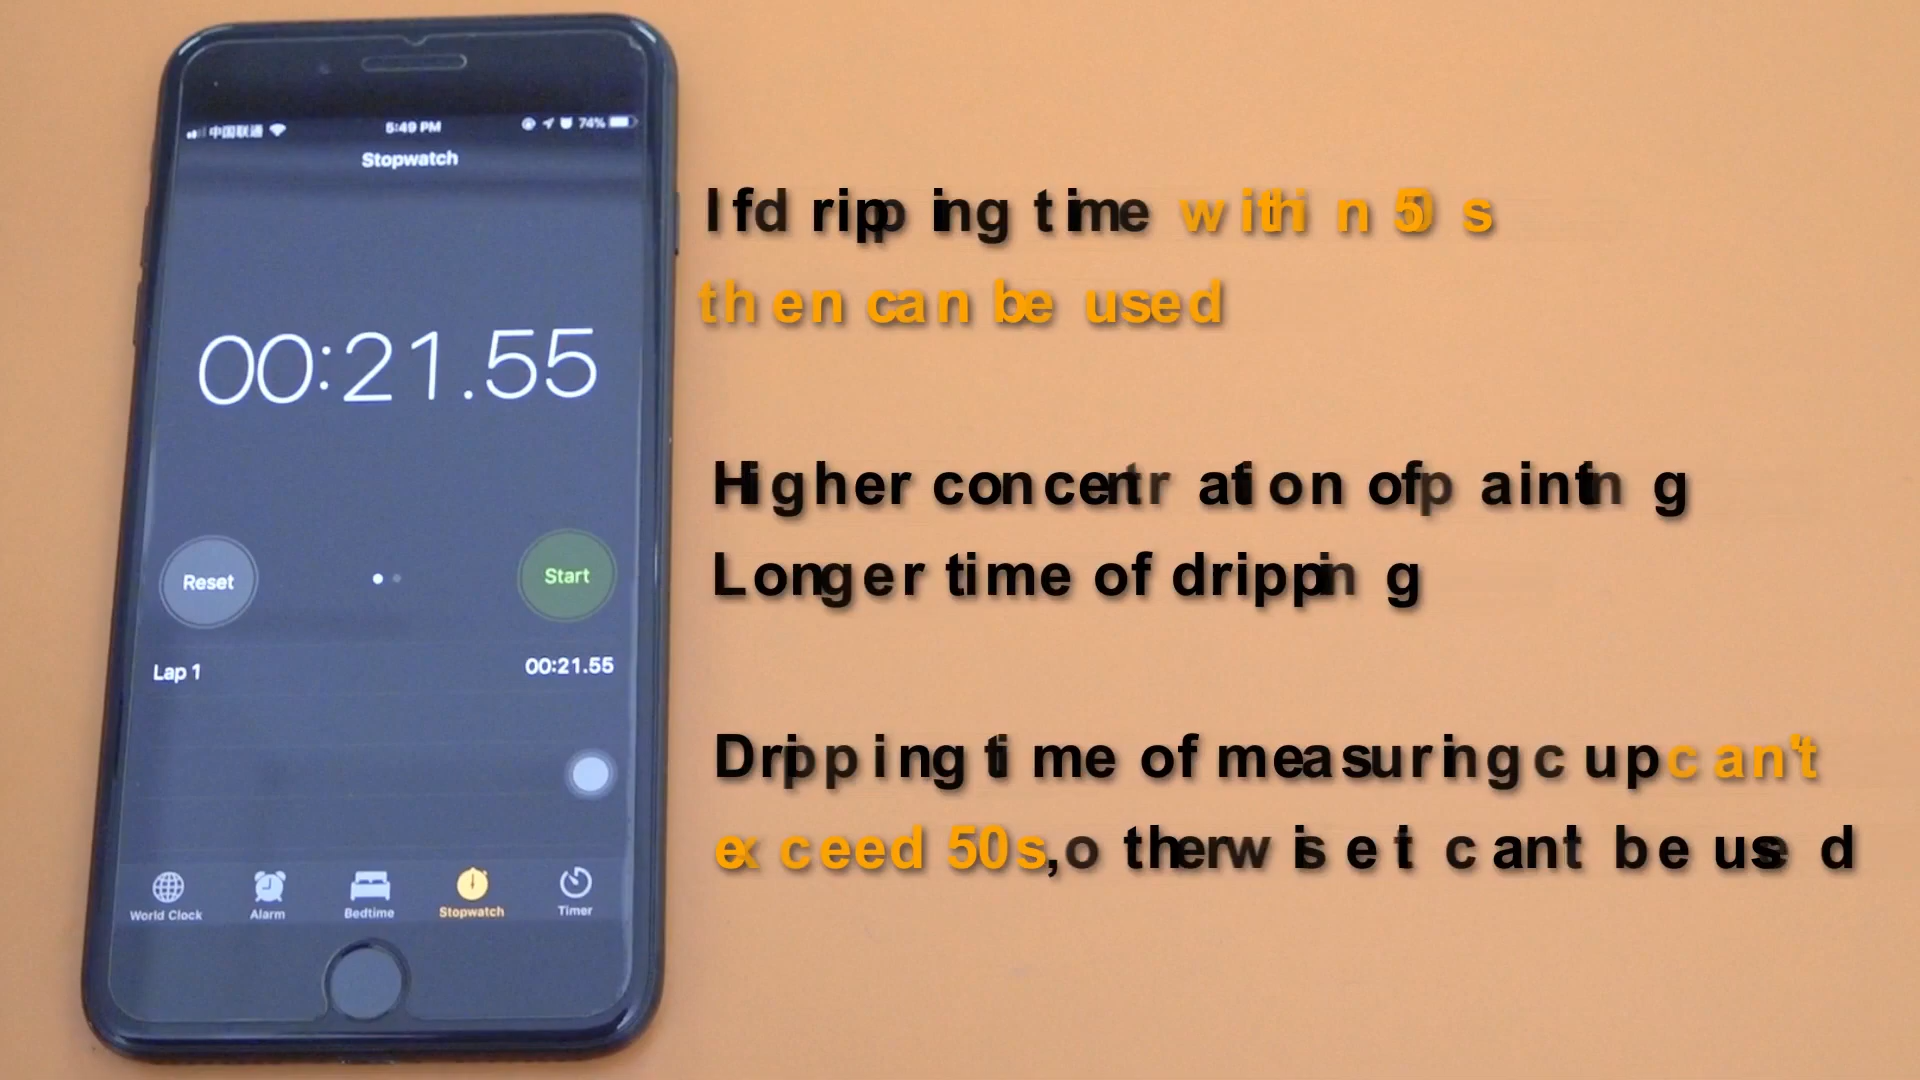 中国联通
5:49 PM
74%
Stopwatch
00:21.55
Reset
Start
Lap 1
00:21.55
World Clock
Alarm
Bedtime
Stopwatch
Timer
If dripping time within 50 s
then can be used
Higher concentration of painting
Longer time of dripping
Dripping time of measuring cup can't
exceed 50s,otherwise it cant be used